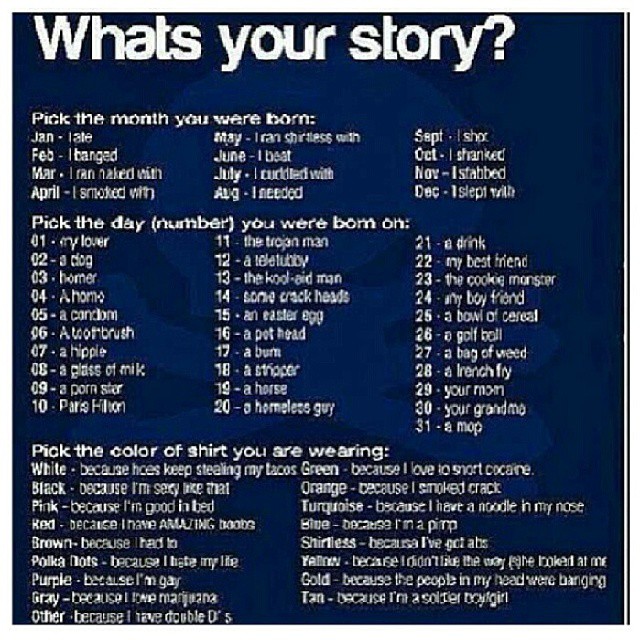 Whats your story?
Pick the month you were born:
Jan - I ate
Feb - I banged
Mar - I ran naked with
April - I smoked with
May - I ran shirtless with
June - I beat
July - I cuddled with
Aug - I needed
Sept - I shot
Oct - I shanked
Nov - I stabbed
Dec - I slept with
Pick the day (number) you were born on:
01 - my lover
02 - a dog
03 - homer
04 - A homo
05 - a condom
06 - A toothbrush
07 - a hippie
08 - a glass of milk
09 - a porn star
10 - Paris Hilton
11 - the trojan man
12 - a teletubby
13 - the kool-aid man
14 - some crack heads
15 - an easter egg
16 - a pot head
17 - a bum
18 - a stripper
19 - a horse
20 - a homeless guy
21 - a drink
22 - my best friend
23 - the cookie monster
24 - my boy friend
25 - a bowl of cereal
26 - a golf ball
27 - a bag of weed
28 - a french fry
29 - your mom
30 - your grandma
31 - a mop
Pick the color of shirt you are wearing:
White - because hoes keep stealing my tacos
Black - because I'm sexy like that
Pink - because I'm good in bed
Red - because I have AMAZING boobs
Brown- because I had to
Polka Dots - because I hate my life
Purple - because I'm gay
Gray - because I love marijuana
Other - because I have double D's
Green - because I love to snort cocaine.
Orange - because I smoked crack
Turquoise - because I have a noodle in my nose
Blue - because I'm a pimp
Shirtless - because I've got abs
Yellow - because I didn't like the way (s)he looked at me
Gold - because the people in my head were banging
Tan - because I'm a soldier boy/girl